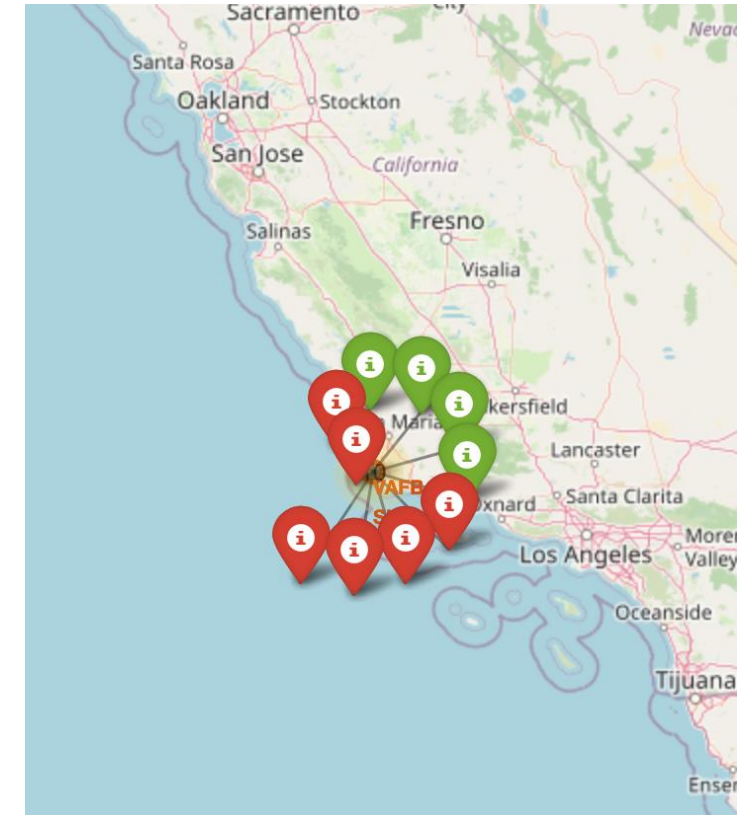 Sacramento
City
Nevad
Santa Rosa
Oakland
Stockton
San Jose
California
Fresno
Salinas
Visalia
i
i
i
i
kersfield
Maria
i
i
Lancaster
VAFB
i
xnard
Santa Clarita
S
i
i
i
Los Angeles
Moren
Valley
Oceanside
Tijuana
Ensen